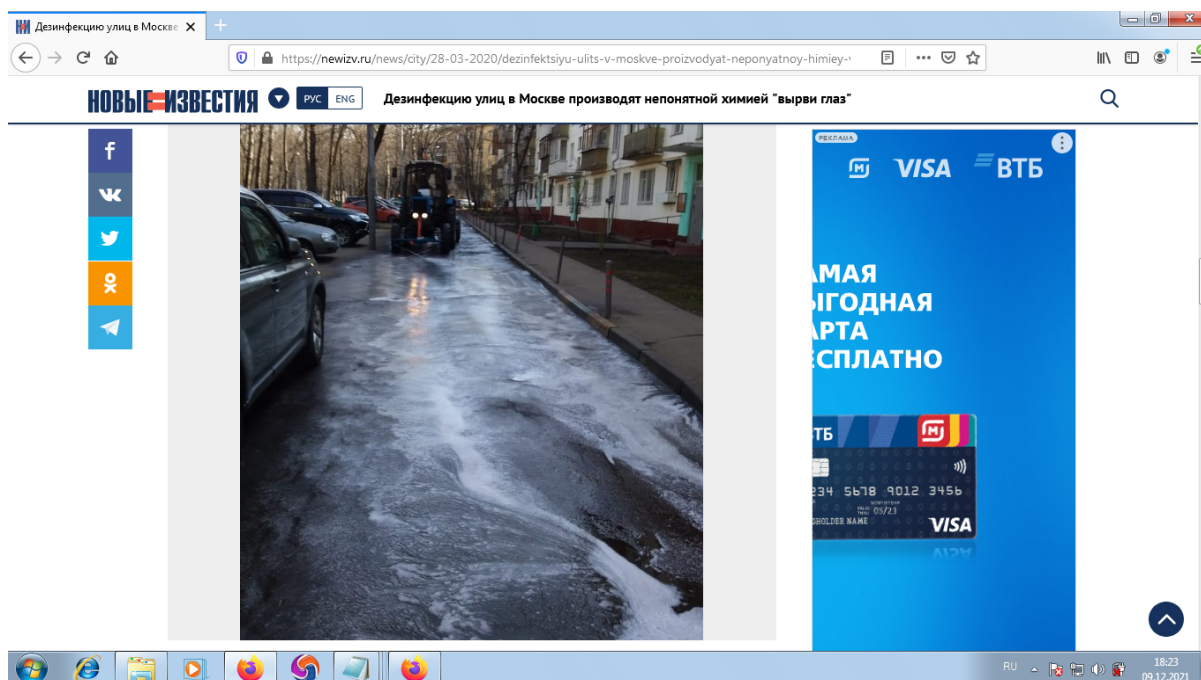 Дезинфекцию улиц в Москве
https://newizv.ru/news/city/28-03-2020/dezinfektsiyu-ulits-v-moskve-proizvodyat-neponyatnoy-himiey-
НОВЫЕ ИЗВЕСТИЯ РУС ENG Дезинфекцию улиц в Москве производят непонятной химией "вырви глаз"
РЕКЛАМА
М VISA ВТБ
АМАЯ
ЫГОДНАЯ
АРТА
ЕСПЛАТНО
ВТБ М
234 5678 9012 3456
05/23
HOLDER NAME VISA
RU 18:23
09.12.2021